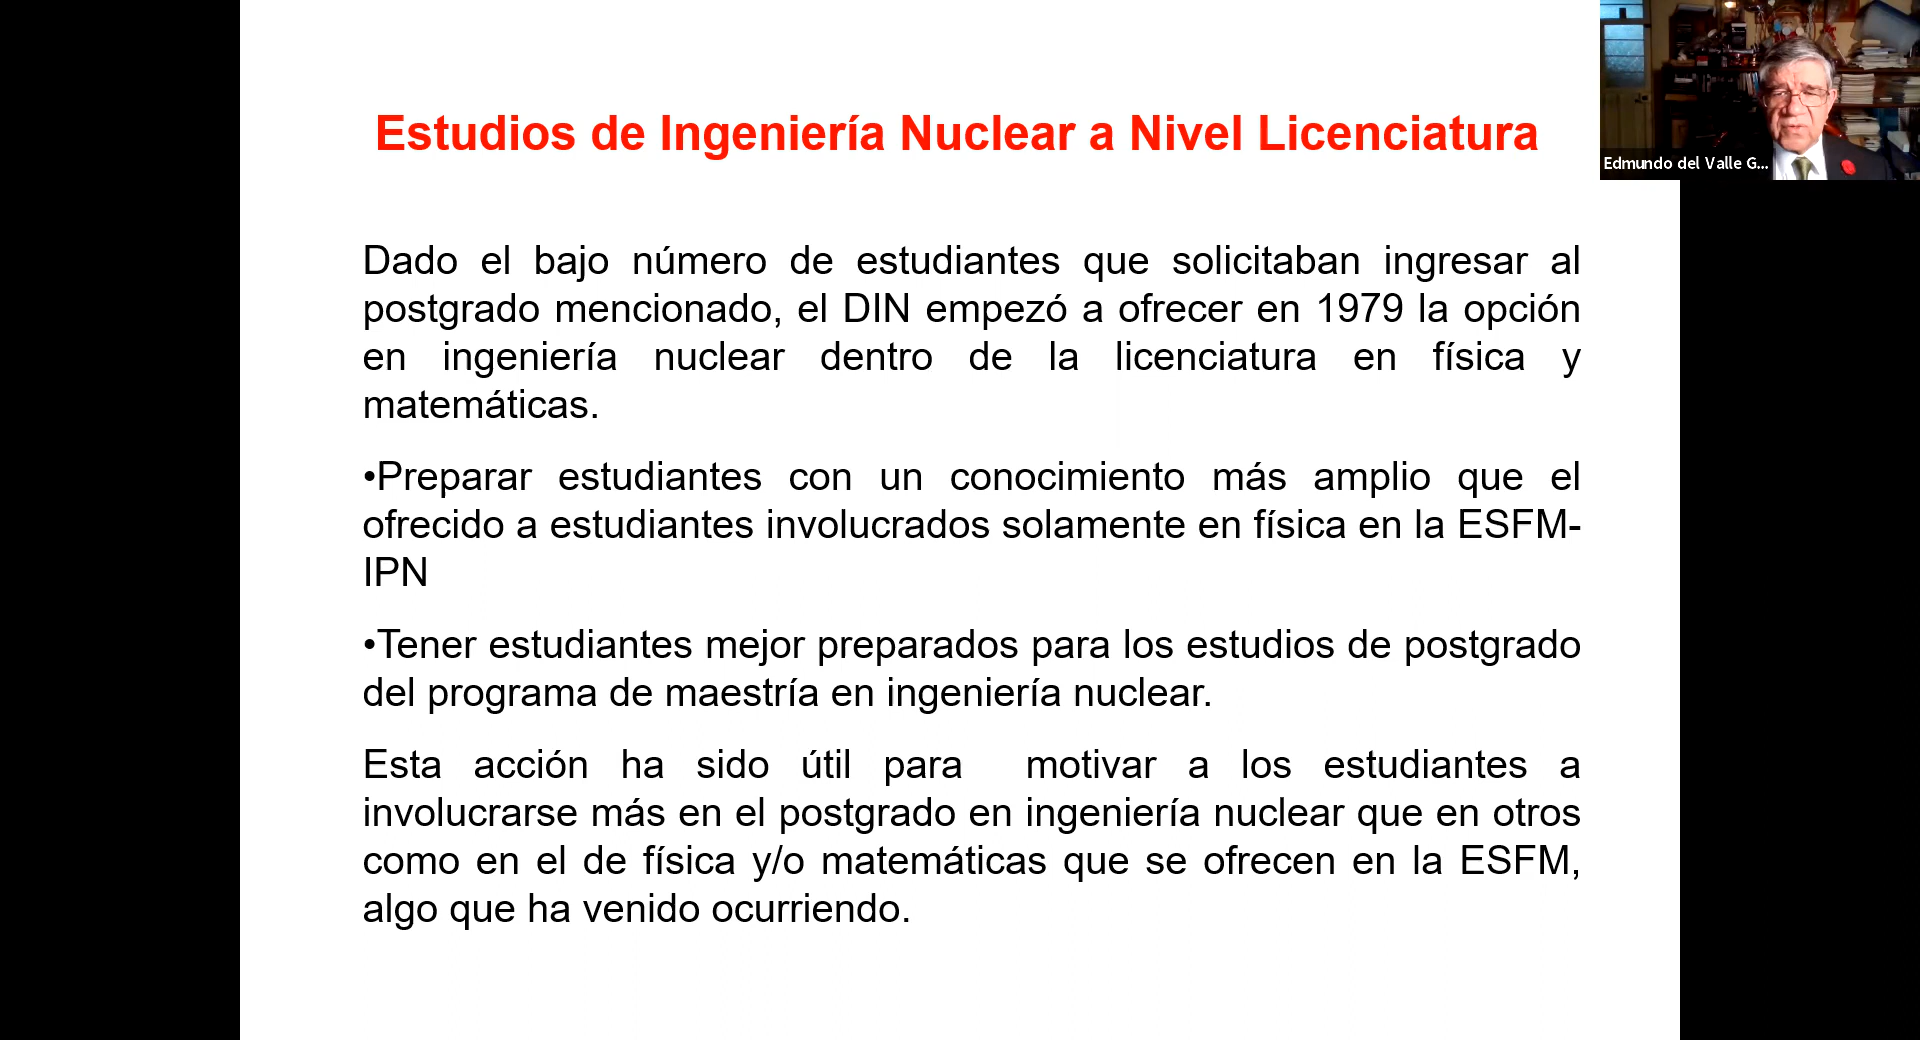 Estudios de Ingeniería Nuclear a Nivel Licenciatura
Edmundo del Valle G...
Dado el bajo número de estudiantes que solicitaban ingresar al
postgrado mencionado, el DIN empezó a ofrecer en 1979 la opción
en ingeniería nuclear dentro de la licenciatura en física y
matemáticas.
•Preparar estudiantes con un conocimiento más amplio que el
ofrecido a estudiantes involucrados solamente en física en la ESFM-
IPN
•Tener estudiantes mejor preparados para los estudios de postgrado
del programa de maestría en ingeniería nuclear.
Esta acción ha sido útil para  motivar a los estudiantes a
involucrarse más en el postgrado en ingeniería nuclear que en otros
como en el de física y/o matemáticas que se ofrecen en la ESFM,
algo que ha venido ocurriendo.